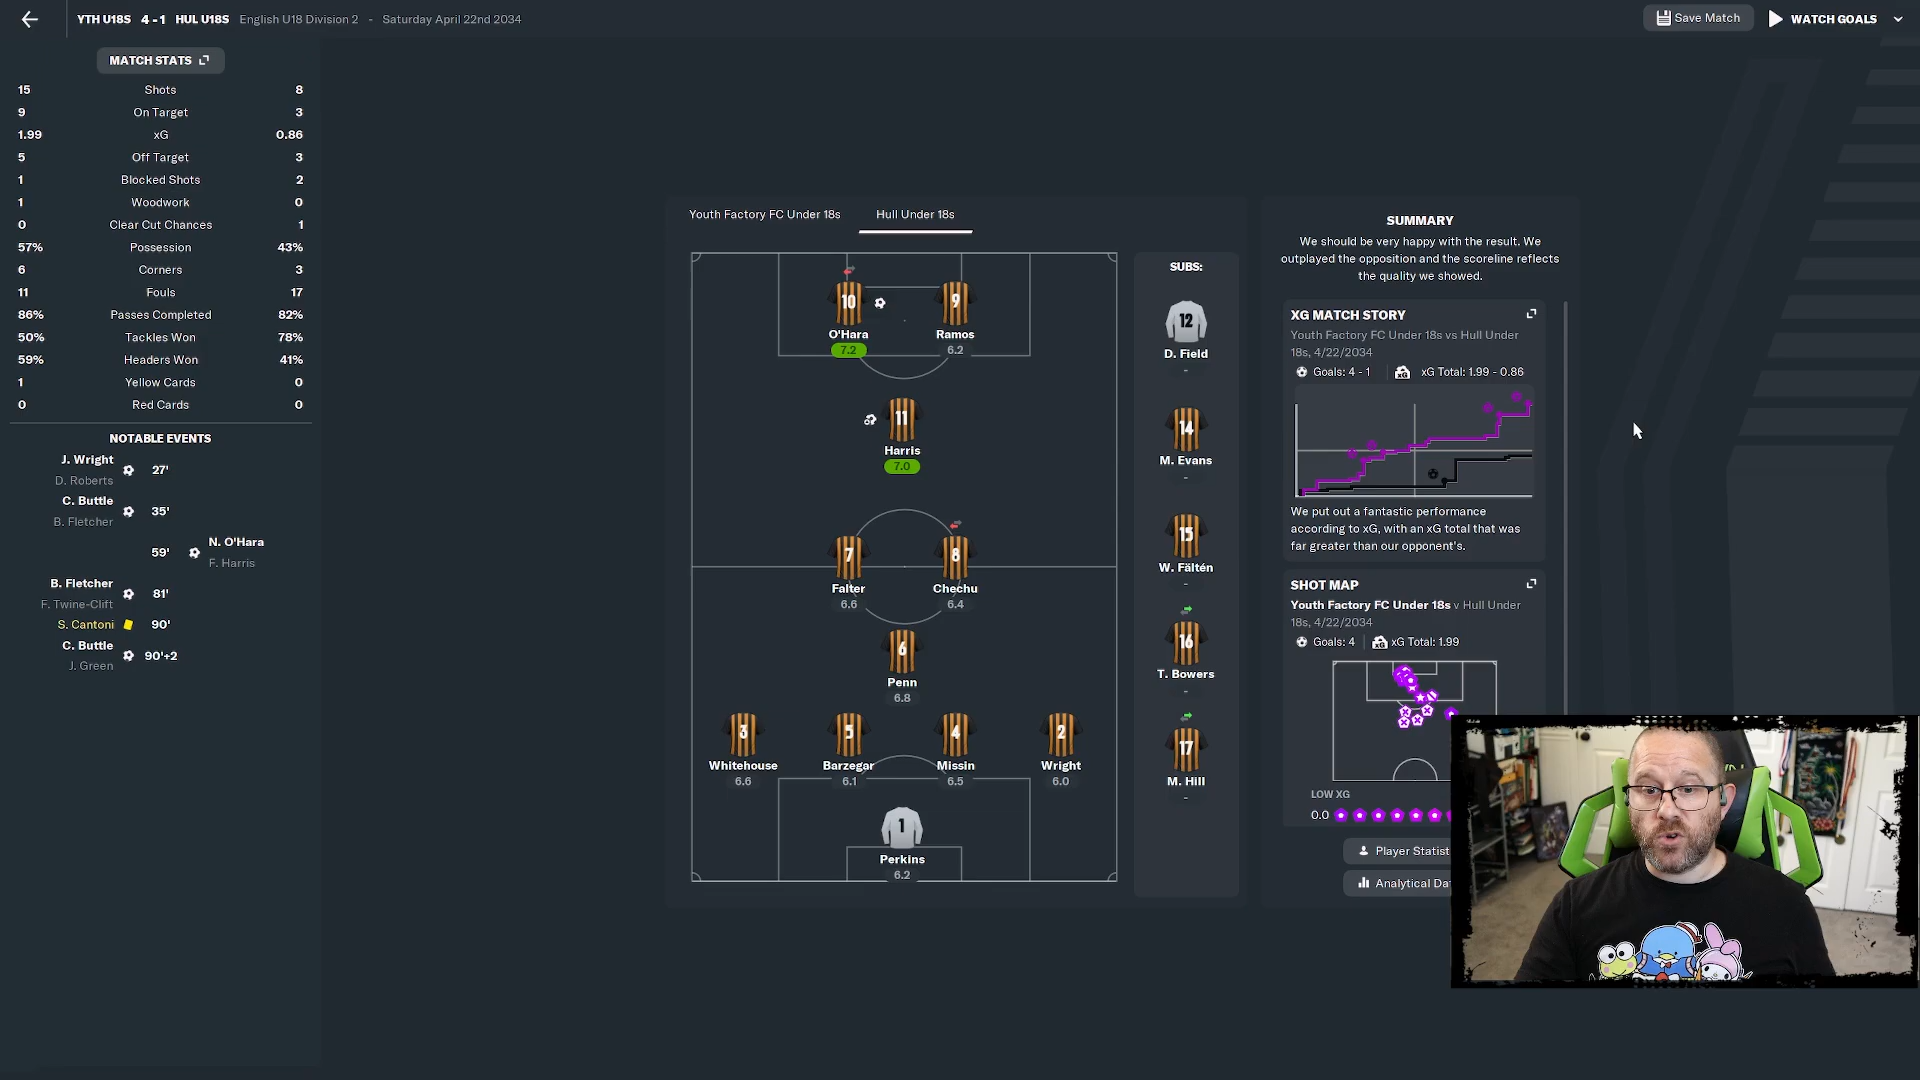 YTH U18S 4 - 1 HUL U18S English U18 Division 2 - Saturday April 22nd 2034
Save Match
WATCH GOALS
MATCH STATS
15 Shots 8
9 On Target 3
1.99 xG 0.86
5 Off Target 3
1 Blocked Shots 2
1 Woodwork 0
0 Clear Cut Chances 1
57% Possession 43%
6 Corners 3
11 Fouls 17
86% Passes Completed 82%
50% Tackles Won 78%
59% Headers Won 41%
1 Yellow Cards 0
0 Red Cards 0
NOTABLE EVENTS
J. Wright 27'
D. Roberts
C. Buttle 35'
B. Fletcher
59' N. O'Hara
F. Harris
B. Fletcher 81'
F. Twine-Clift
S. Cantoni 90'
C. Buttle 90'+2
J. Green
Youth Factory FC Under 18s
Hull Under 18s
10 9
O'Hara Ramos
7.2 6.2
11
Harris
7.0
7 8
Falter Chechu
6.6 6.4
6
Penn
6.8
3 5 4 2
Whitehouse Barzegar Missin Wright
6.6 6.1 6.5 6.0
1
Perkins
6.2
SUBS:
12
D. Field
-
14
M. Evans
-
15
W. Fältén
-
16
T. Bowers
-
17
M. Hill
-
SUMMARY
We should be very happy with the result. We
outplayed the opposition and the scoreline reflects
the quality we showed.
XG MATCH STORY
Youth Factory FC Under 18s vs Hull Under
18s, 4/22/2034
Goals: 4 - 1 xG xG Total: 1.99 - 0.86
We put out a fantastic performance
according to xG, with an xG total that was
far greater than our opponent's.
SHOT MAP
Youth Factory FC Under 18s v Hull Under
18s, 4/22/2034
Goals: 4 xG xG Total: 1.99
LOW XG
0.0
Player Statist
Analytical Da